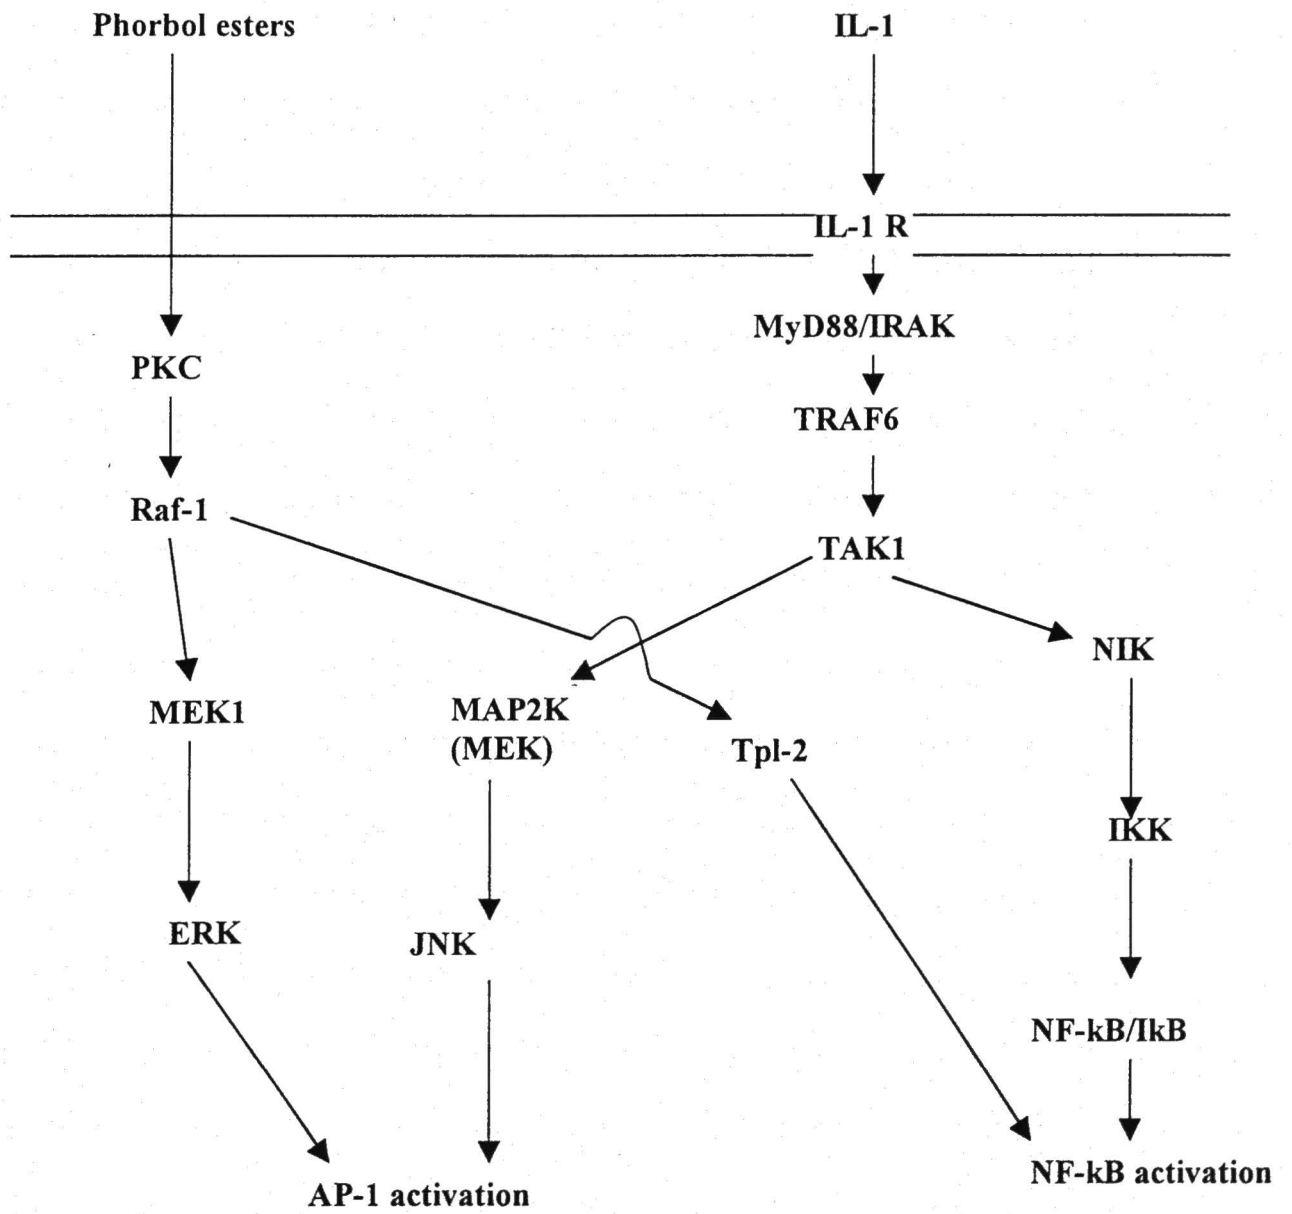 Phorbol esters
IL-1
IL-1 R
MyD88/IRAK
PKC
TRAF6
Raf-1
TAK1
NIK
MEK1
MAP2K
(MEK)
Tpl-2
IKK
ERK
JNK
NF-kB/IkB
NF-kB activation
AP-1 activation